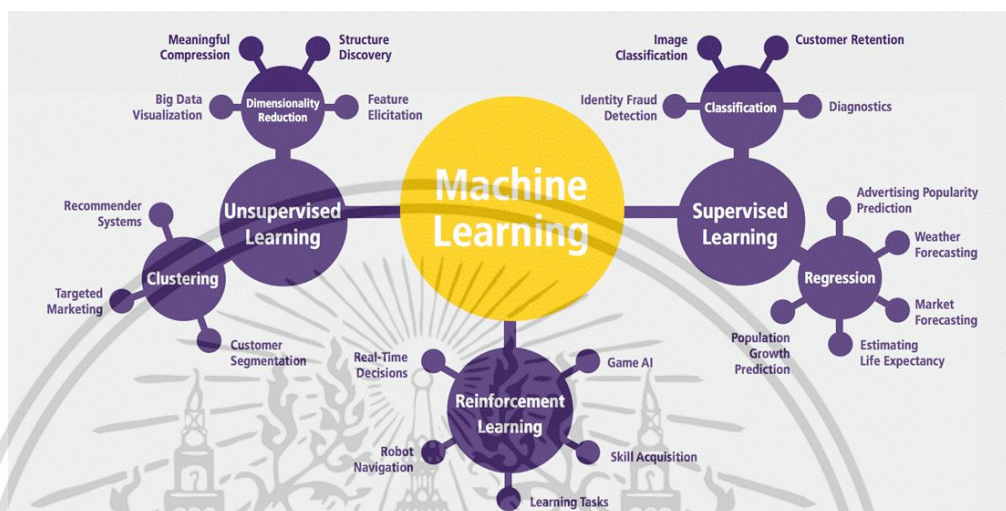 Machine
Learning
Unsupervised
Learning
Dimensionality
Reduction
Meaningful
Compression
Structure
Discovery
Big Data
Visualization
Feature
Elicitation
Clustering
Recommender
Systems
Targeted
Marketing
Customer
Segmentation
Supervised
Learning
Classification
Image
Classification
Customer Retention
Identity Fraud
Detection
Diagnostics
Regression
Advertising Popularity
Prediction
Weather
Forecasting
Market
Forecasting
Estimating
Life Expectancy
Population
Growth
Prediction
Reinforcement
Learning
Real-Time
Decisions
Game AI
Robot
Navigation
Skill Acquisition
Learning Tasks